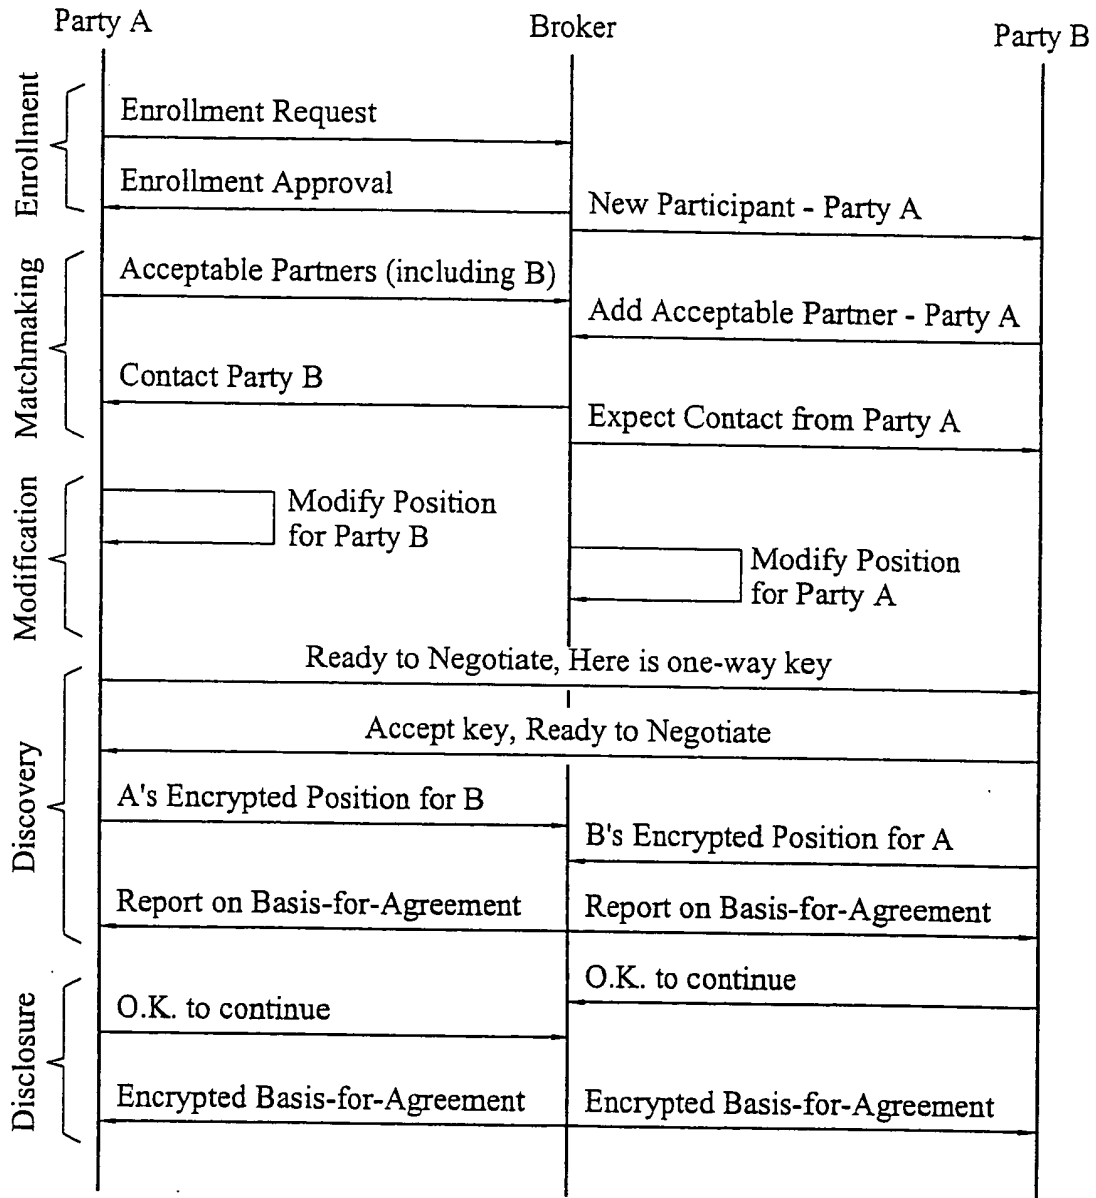 Party A
Broker
Party B
Enrollment
Enrollment Request
Enrollment Approval
New Participant - Party A
Matchmaking
Acceptable Partners (including B)
Add Acceptable Partner - Party A
Contact Party B
Expect Contact from Party A
Modification
Modify Position
for Party B
Modify Position
for Party A
Discovery
Ready to Negotiate, Here is one-way key
Accept key, Ready to Negotiate
A's Encrypted Position for B
B's Encrypted Position for A
Report on Basis-for-Agreement
Report on Basis-for-Agreement
Disclosure
O.K. to continue
O.K. to continue
Encrypted Basis-for-Agreement
Encrypted Basis-for-Agreement